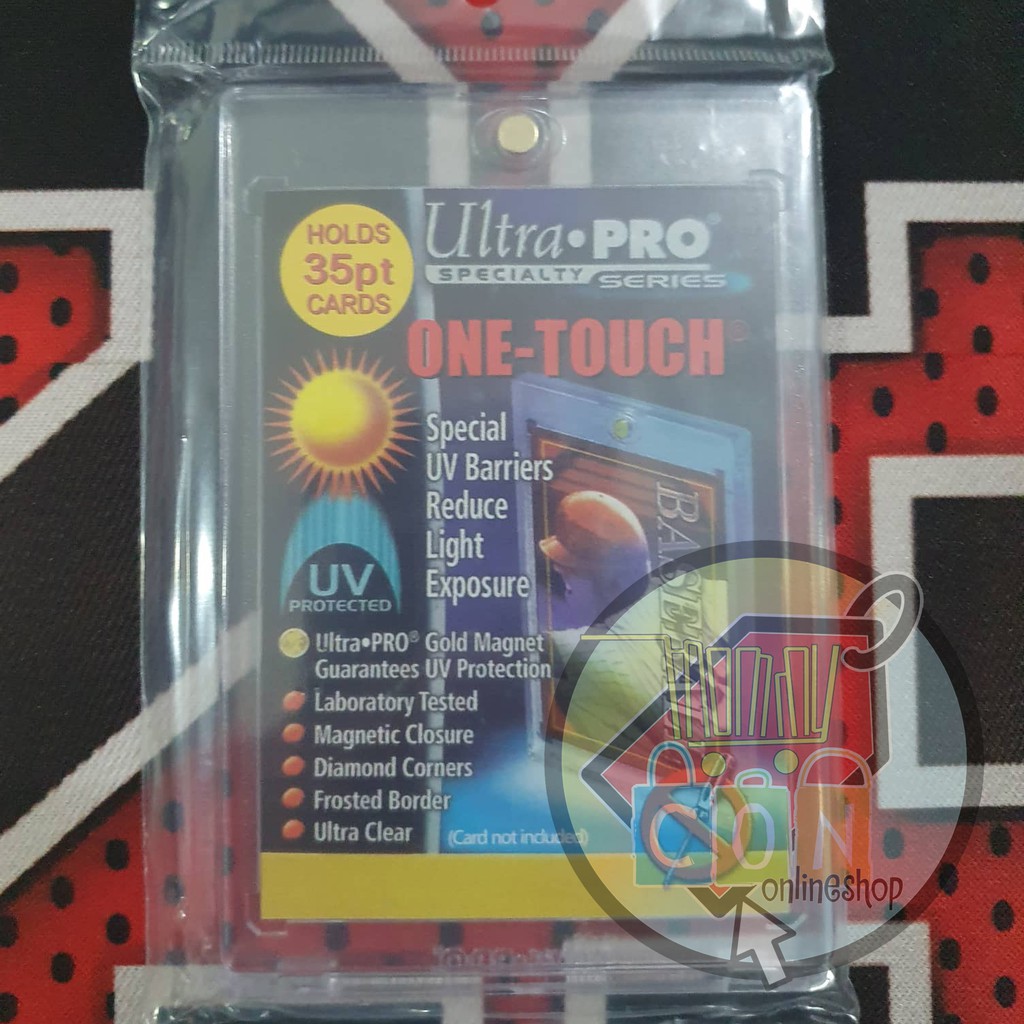 HOLDS
35pt
CARDS
Ultra•PRO®
SPECIALTY SERIES
ONE-TOUCH®
Special
UV Barriers
Reduce
Light
Exposure
UV
PROTECTED
Ultra•PRO® Gold Magnet
Guarantees UV Protection
Laboratory Tested
Magnetic Closure
Diamond Corners
Frosted Border
Ultra Clear
(Card not included)
CON
onlineshop